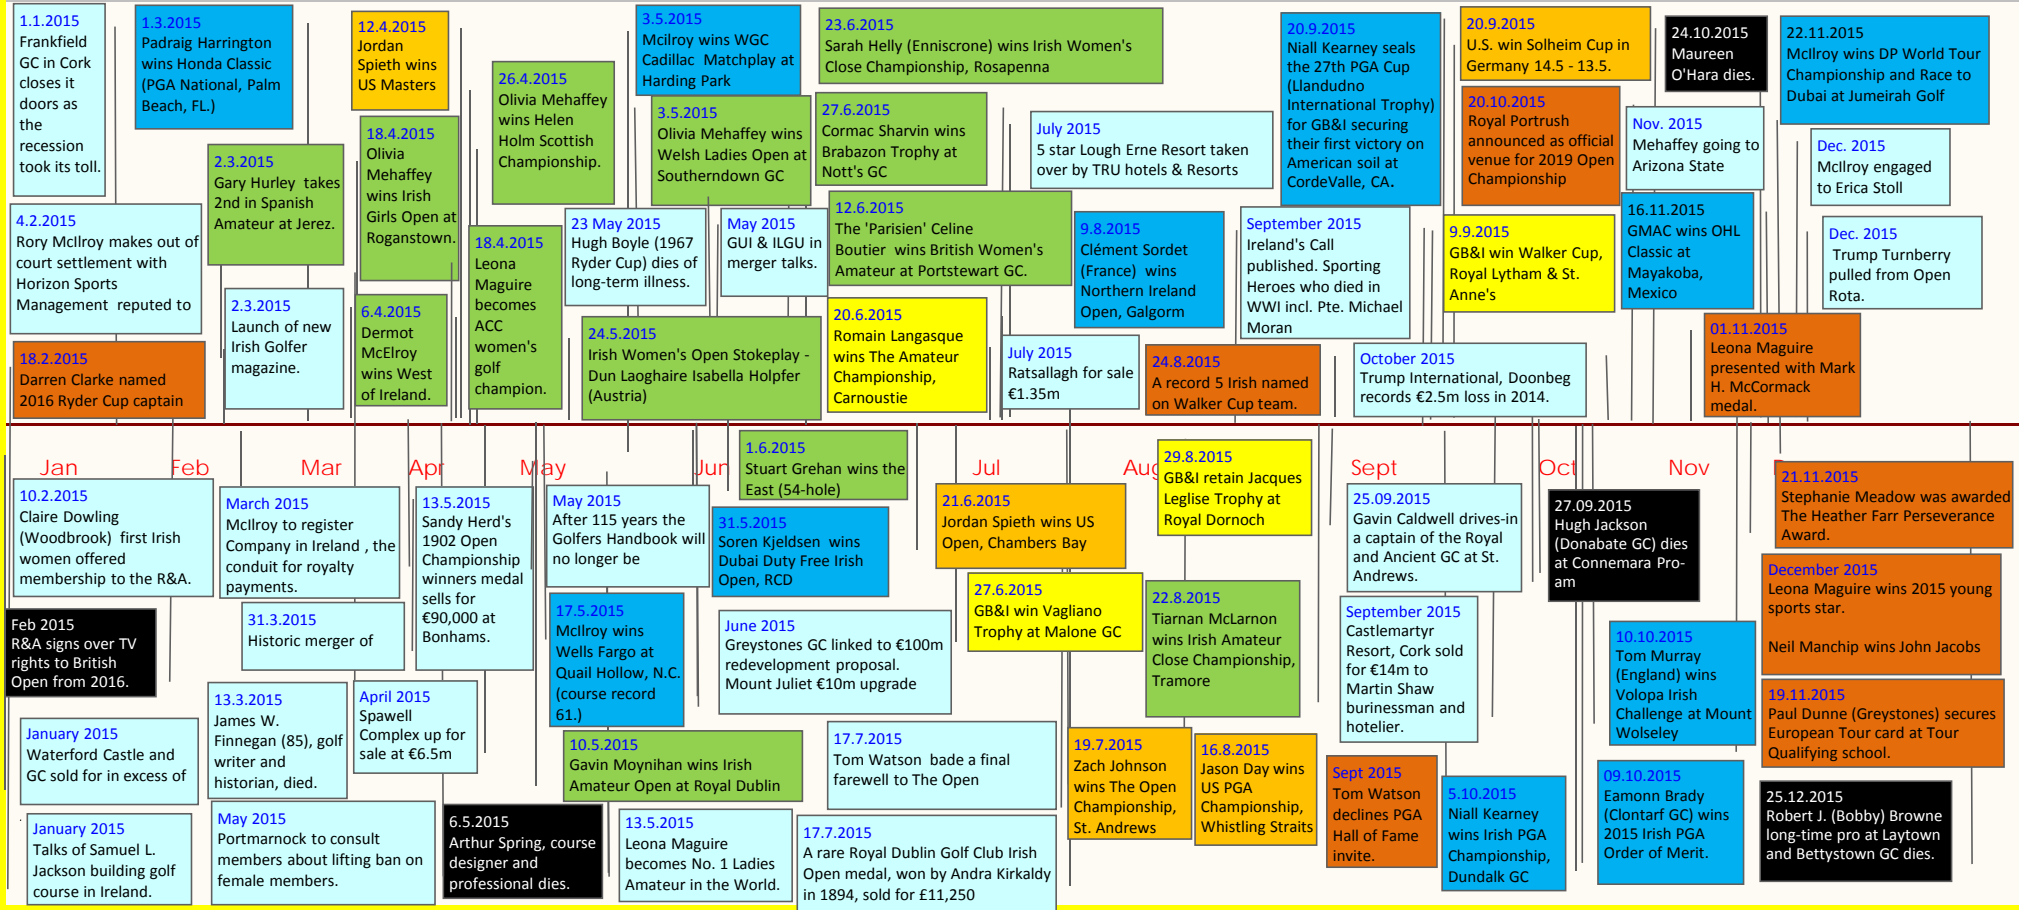 1.1.2015
Frankfield
GC in Cork
closes it
doors as
the
recession
took its toll.
1.3.2015
Padraig Harrington
wins Honda Classic
(PGA National, Palm
Beach, FL.)
12.4.2015
Jordan
Spieth wins
US Masters
26.4.2015
Olivia Mehaffey
wins Helen
Holm Scottish
Championship.
3.5.2015
Mcilroy wins WGC
Cadillac Matchplay at
Harding Park
23.6.2015
Sarah Helly (Enniscrone) wins Irish Women's
Close Championship, Rosapenna
20.9.2015
Niall Kearney seals
the 27th PGA Cup
(Llandudno
International Trophy)
for GB&I securing
their first victory on
American soil at
CordeValle, CA.
20.9.2015
U.S. win Solheim Cup in
Germany 14.5 - 13.5.
24.10.2015
Maureen
O'Hara dies.
22.11.2015
McIlroy wins DP World Tour
Championship and Race to
Dubai at Jumeirah Golf
2.3.2015
Gary Hurley takes
2nd in Spanish
Amateur at Jerez.
18.4.2015
Olivia
Mehaffey
wins Irish
Girls Open at
Roganstown.
3.5.2015
Olivia Mehaffey wins
Welsh Ladies Open at
Southerndown GC
27.6.2015
Cormac Sharvin wins
Brabazon Trophy at
Nott's GC
July 2015
5 star Lough Erne Resort taken
over by TRU hotels & Resorts
20.10.2015
Royal Portrush
announced as official
venue for 2019 Open
Championship
Nov. 2015
Mehaffey going to
Arizona State
Dec. 2015
McIlroy engaged
to Erica Stoll
4.2.2015
Rory McIlroy makes out of
court settlement with
Horizon Sports
Management reputed to
18.4.2015
Leona
Maguire
becomes
ACC
women's
golf
champion.
23 May 2015
Hugh Boyle (1967
Ryder Cup) dies of
long-term illness.
May 2015
GUI & ILGU in
merger talks.
12.6.2015
The 'Parisien' Celine
Boutier wins British Women's
Amateur at Portstewart GC.
9.8.2015
Clément Sordet
(France) wins
Northern Ireland
Open, Galgorm
September 2015
Ireland's Call
published. Sporting
Heroes who died in
WWI incl. Pte. Michael
Moran
9.9.2015
GB&I win Walker Cup,
Royal Lytham & St.
Anne's
16.11.2015
GMAC wins OHL
Classic at
Mayakoba,
Mexico
Dec. 2015
Trump Turnberry
pulled from Open
Rota.
2.3.2015
Launch of new
Irish Golfer
magazine.
6.4.2015
Dermot
McElroy
wins West
of Ireland.
24.5.2015
Irish Women's Open Stokeplay -
Dun Laoghaire Isabella Holpfer
(Austria)
20.6.2015
Romain Langasque
wins The Amateur
Championship,
Carnoustie
July 2015
Ratsallagh for sale
€1.35m
24.8.2015
A record 5 Irish named
on Walker Cup team.
October 2015
Trump International, Doonbeg
records €2.5m loss in 2014.
01.11.2015
Leona Maguire
presented with Mark
H. McCormack
medal.
18.2.2015
Darren Clarke named
2016 Ryder Cup captain
Jan
Feb
Mar
Apr
May
Jun
Jul
Aug
Sept
Oct
Nov
10.2.2015
Claire Dowling
(Woodbrook) first Irish
women offered
membership to the R&A.
March 2015
McIlroy to register
Company in Ireland , the
conduit for royalty
payments.
13.5.2015
Sandy Herd's
1902 Open
Championship
winners medal
sells for
€90,000 at
Bonhams.
May 2015
After 115 years the
Golfers Handbook will
no longer be
1.6.2015
Stuart Grehan wins the
East (54-hole)
31.5.2015
Soren Kjeldsen wins
Dubai Duty Free Irish
Open, RCD
21.6.2015
Jordan Spieth wins US
Open, Chambers Bay
29.8.2015
GB&I retain Jacques
Leglise Trophy at
Royal Dornoch
25.09.2015
Gavin Caldwell drives-in
a captain of the Royal
and Ancient GC at St.
Andrews.
27.09.2015
Hugh Jackson
(Donabate GC) dies
at Connemara Pro-
am
21.11.2015
Stephanie Meadow was awarded
The Heather Farr Perseverance
Award.
Feb 2015
R&A signs over TV
rights to British
Open from 2016.
31.3.2015
Historic merger of
17.5.2015
McIlroy wins
Wells Fargo at
Quail Hollow, N.C.
(course record
61.)
June 2015
Greystones GC linked to €100m
redevelopment proposal.
Mount Juliet €10m upgrade
27.6.2015
GB&I win Vagliano
Trophy at Malone GC
22.8.2015
Tiarnan McLarnon
wins Irish Amateur
Close Championship,
Tramore
September 2015
Castlemartyr
Resort, Cork sold
for €14m to
Martin Shaw
burinessman and
hotelier.
10.10.2015
Tom Murray
(England) wins
Volopa Irish
Challenge at Mount
Wolseley
December 2015
Leona Maguire wins 2015 young
sports star.
Neil Manchip wins John Jacobs
January 2015
Waterford Castle and
GC sold for in excess of
13.3.2015
James W.
Finnegan (85), golf
writer and
historian, died.
April 2015
Spawell
Complex up for
sale at €6.5m
10.5.2015
Gavin Moynihan wins Irish
Amateur Open at Royal Dublin
17.7.2015
Tom Watson bade a final
farewell to The Open
19.7.2015
Zach Johnson
wins The Open
Championship,
St. Andrews
16.8.2015
Jason Day wins
US PGA
Championship,
Whistling Straits
Sept 2015
Tom Watson
declines PGA
Hall of Fame
invite.
5.10.2015
Niall Kearney
wins Irish PGA
Championship,
Dundalk GC
09.10.2015
Eamonn Brady
(Clontarf GC) wins
2015 Irish PGA
Order of Merit.
19.11.2015
Paul Dunne (Greystones) secures
European Tour card at Tour
Qualifying school.
January 2015
Talks of Samuel L.
Jackson building golf
course in Ireland.
May 2015
Portmarnock to consult
members about lifting ban on
female members.
6.5.2015
Arthur Spring, course
designer and
professional dies.
13.5.2015
Leona Maguire
becomes No. 1 Ladies
Amateur in the World.
17.7.2015
A rare Royal Dublin Golf Club Irish
Open medal, won by Andra Kirkaldy
in 1894, sold for £11,250
25.12.2015
Robert J. (Bobby) Browne
long-time pro at Laytown
and Bettystown GC dies.